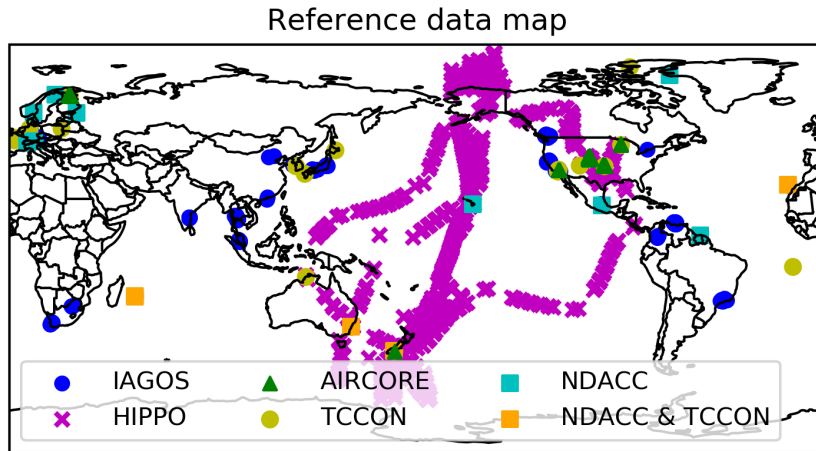 Reference data map
IAGOS AIRCORE NDACC
HIPPO TCCON NDACC & TCCON